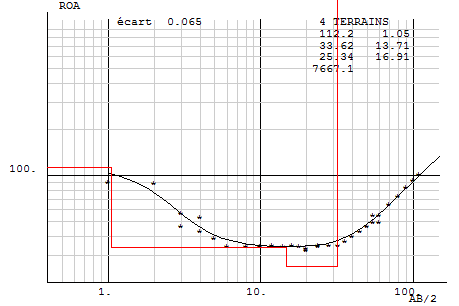 ROA
écart 0.065
4 TERRAINS
112.2 1.05
33.62 13.71
25.34 16.91
7667.1
100.
1. 10. 100.
AB/2